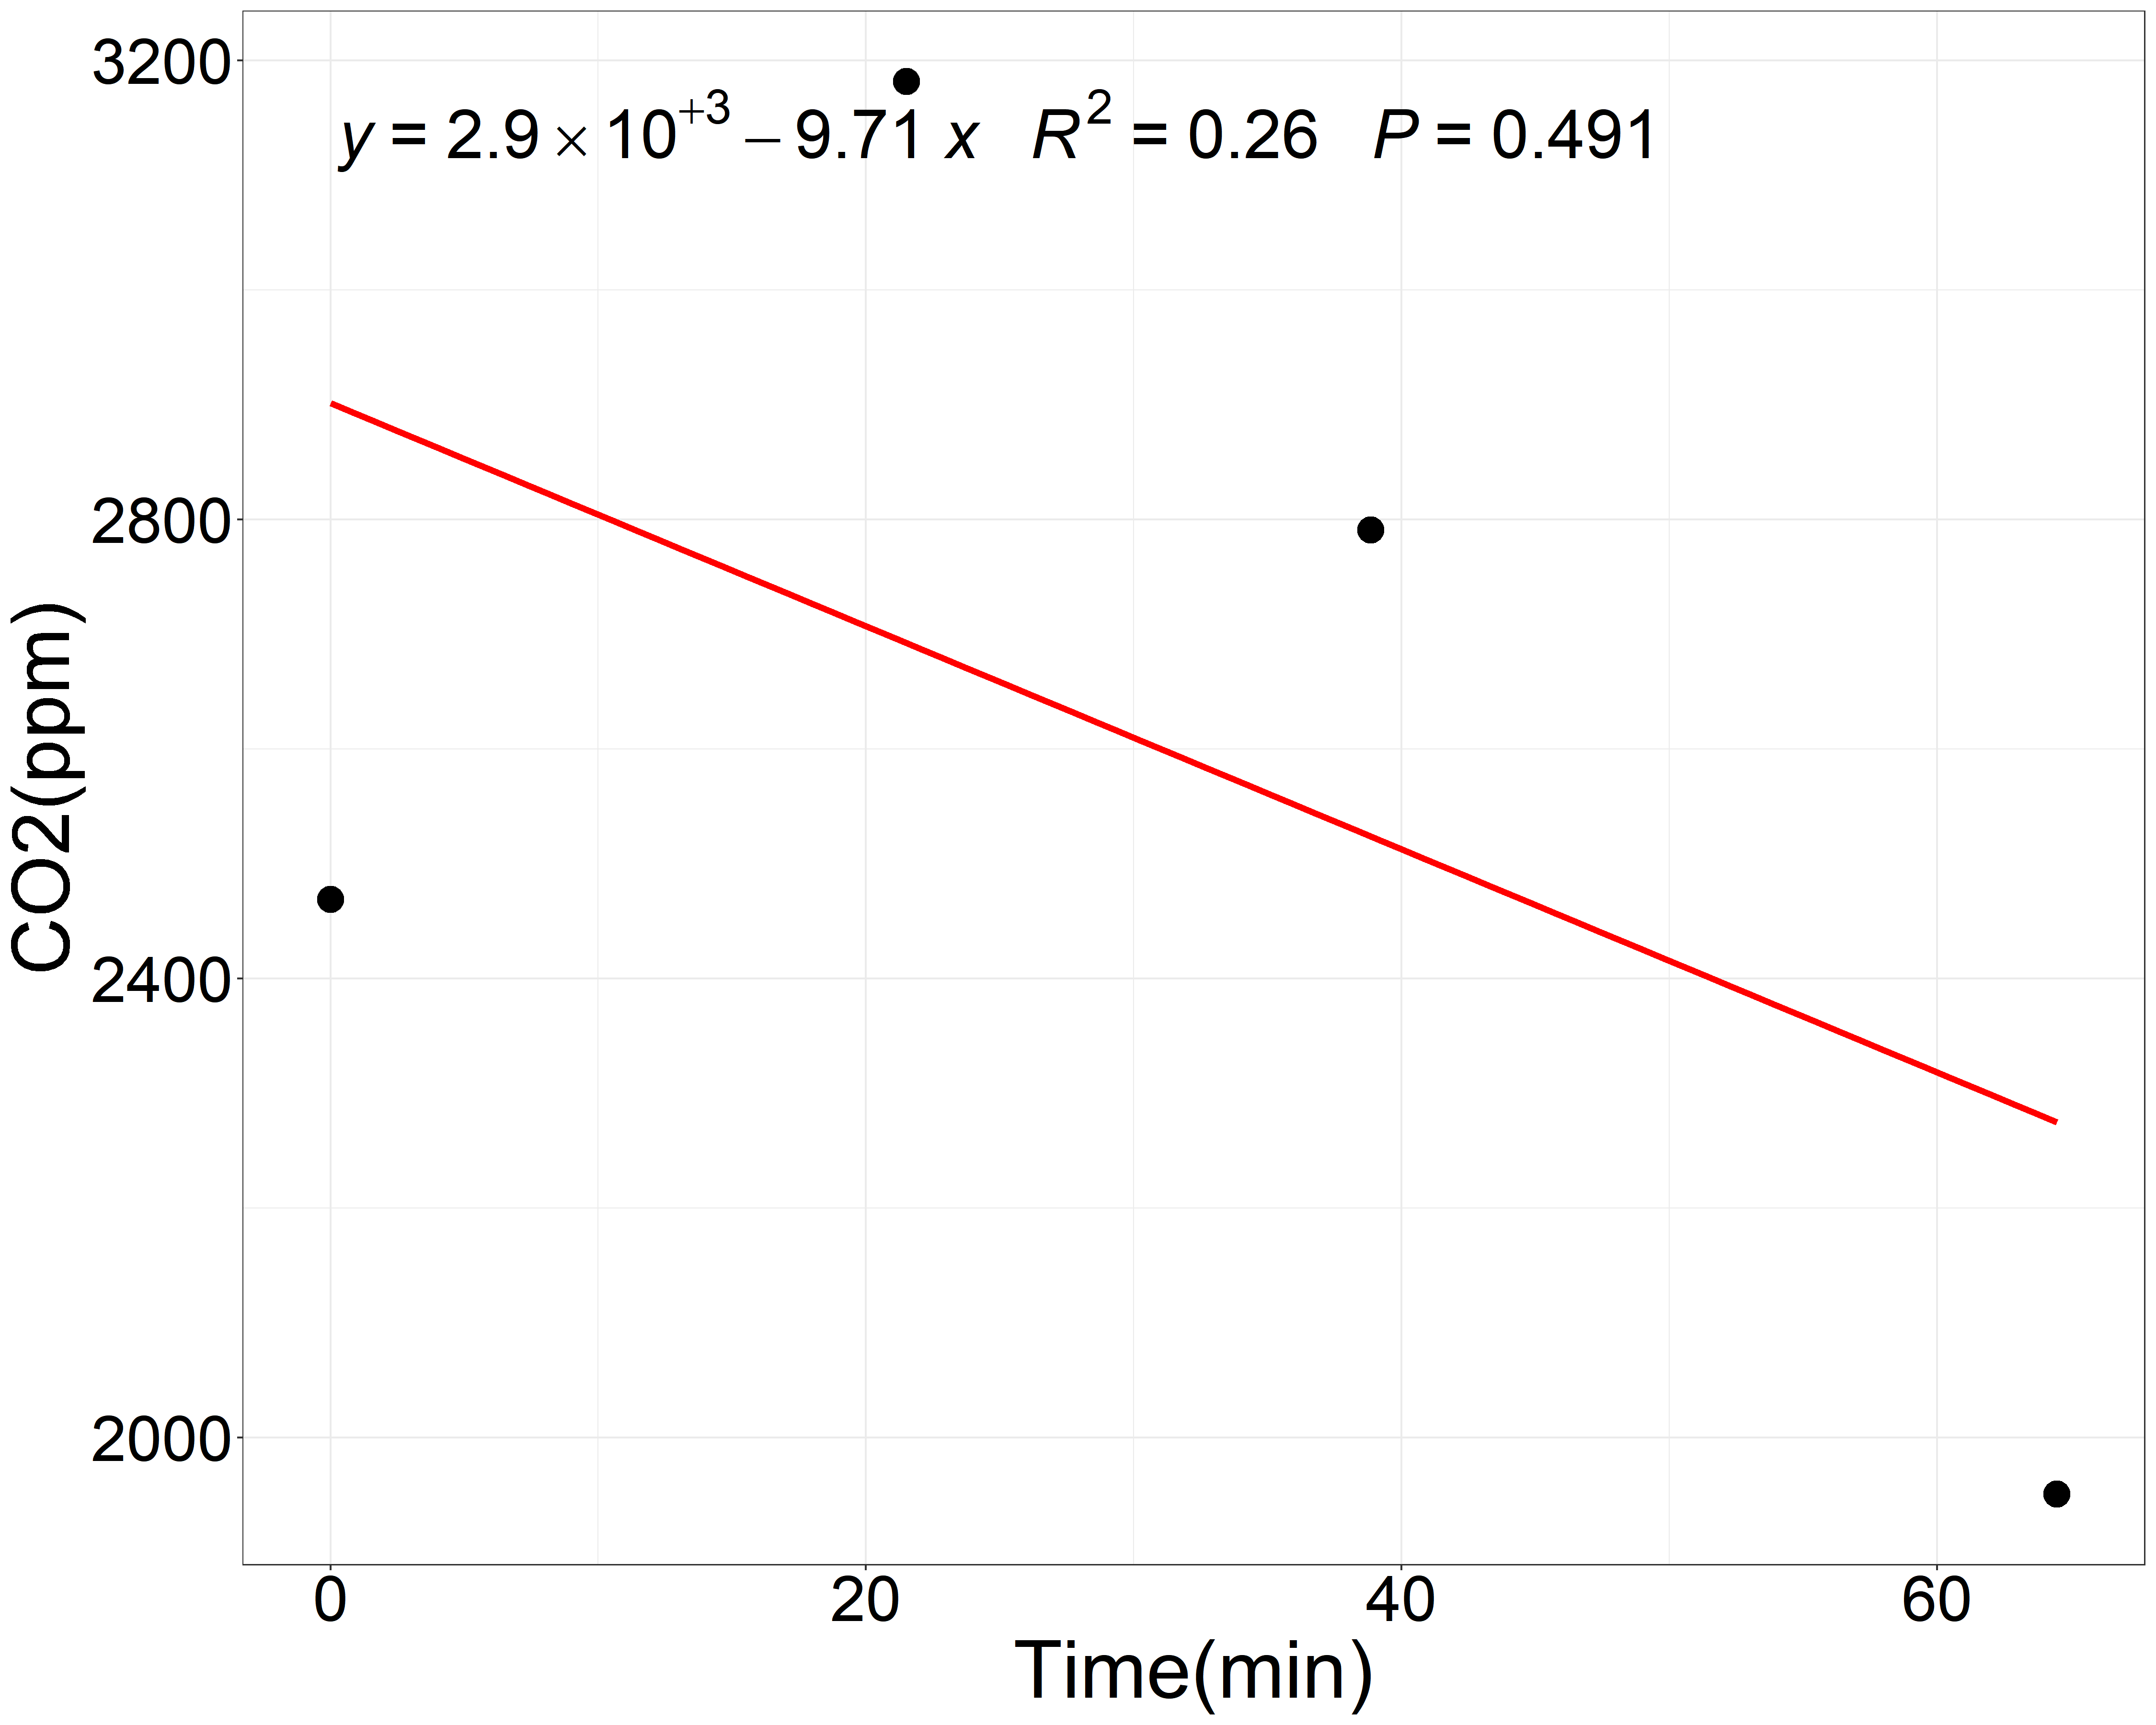 3200
y = 2.9 × 10⁺³ − 9.71 x   R² = 0.26   P = 0.491
2800
CO2(ppm)
2400
2000
0 20 40 60
Time(min)